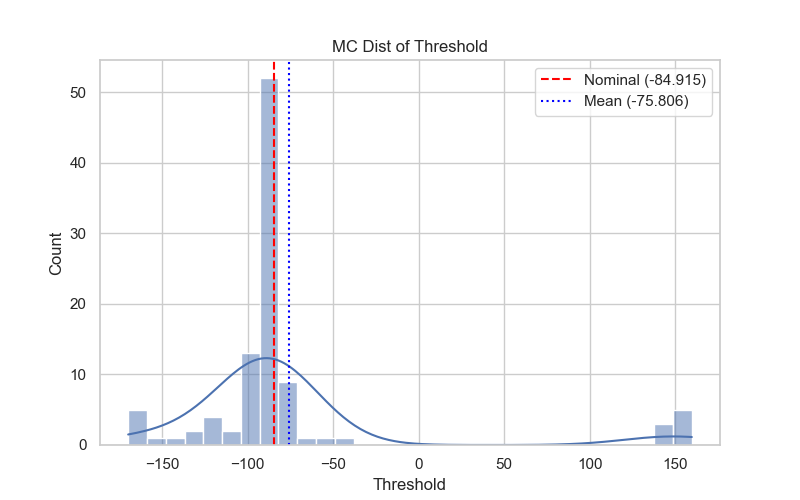 MC Dist of Threshold
Nominal (-84.915)
Mean (-75.806)
50
40
30
20
10
0
Count
−150 −100 −50 0 50 100 150
Threshold